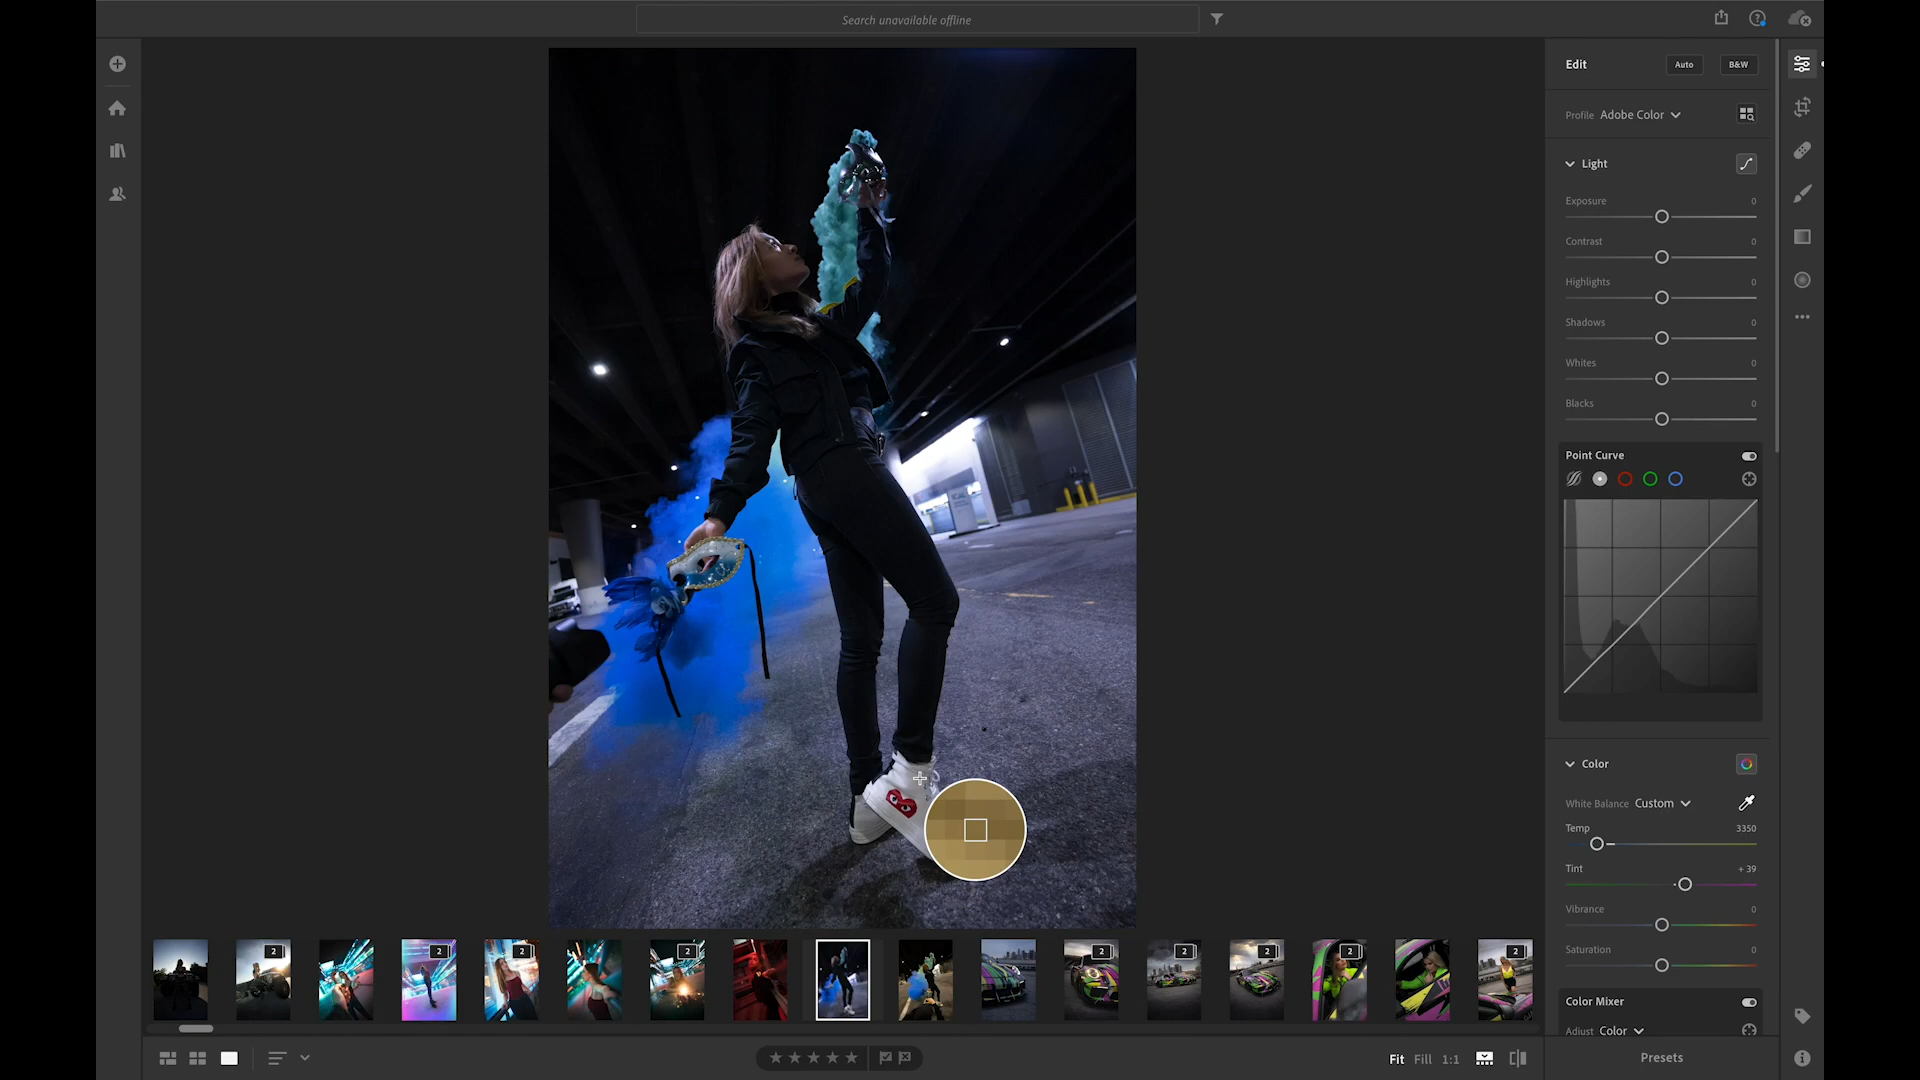 Search unavailable offline
Edit
Auto
B&W
Profile Adobe Color
Light
Exposure 0
Contrast 0
Highlights 0
Shadows 0
Whites 0
Blacks 0
Point Curve
Color
White Balance Custom
Temp 3350
Tint + 39
Vibrance 0
Saturation 0
Color Mixer
Adjust Color
2
2
2
2
2
2
2
2
2
Fit Fill 1:1
Presets